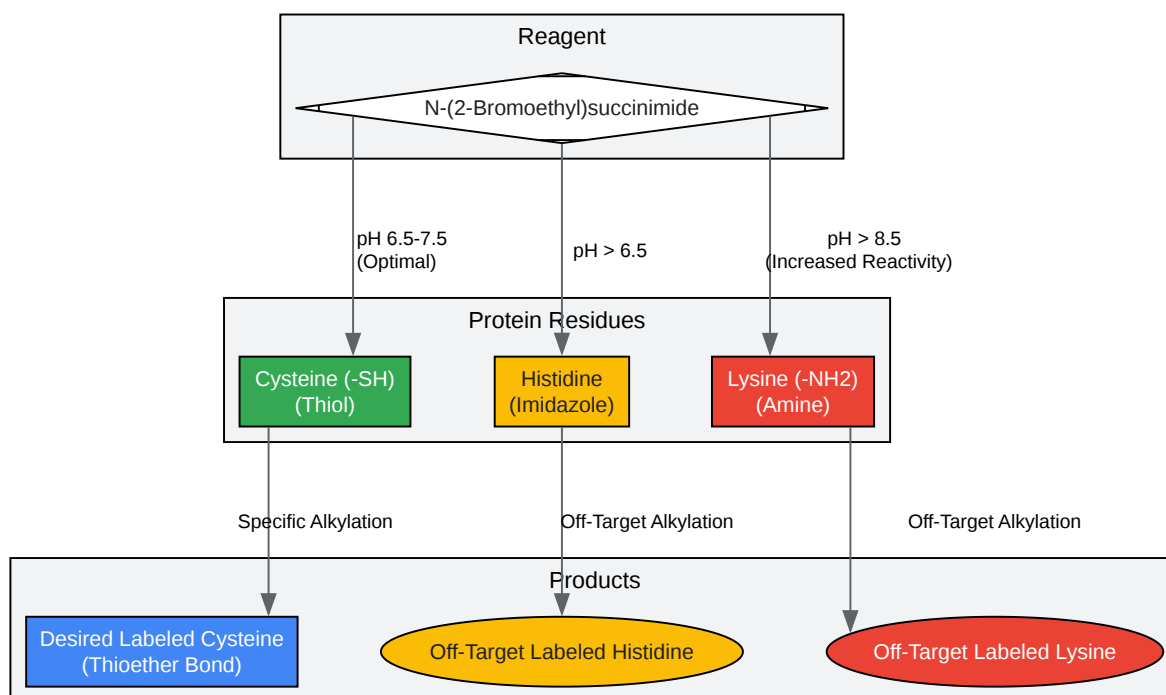 Reagent
N-(2-Bromoethyl)succinimide
pH 6.5-7.5
(Optimal)
pH > 6.5
pH > 8.5
(Increased Reactivity)
Protein Residues
Cysteine (-SH)
(Thiol)
Histidine
(Imidazole)
Lysine (-NH2)
(Amine)
Specific Alkylation
Off-Target Alkylation
Off-Target Alkylation
Products
Desired Labeled Cysteine
(Thioether Bond)
Off-Target Labeled Histidine
Off-Target Labeled Lysine